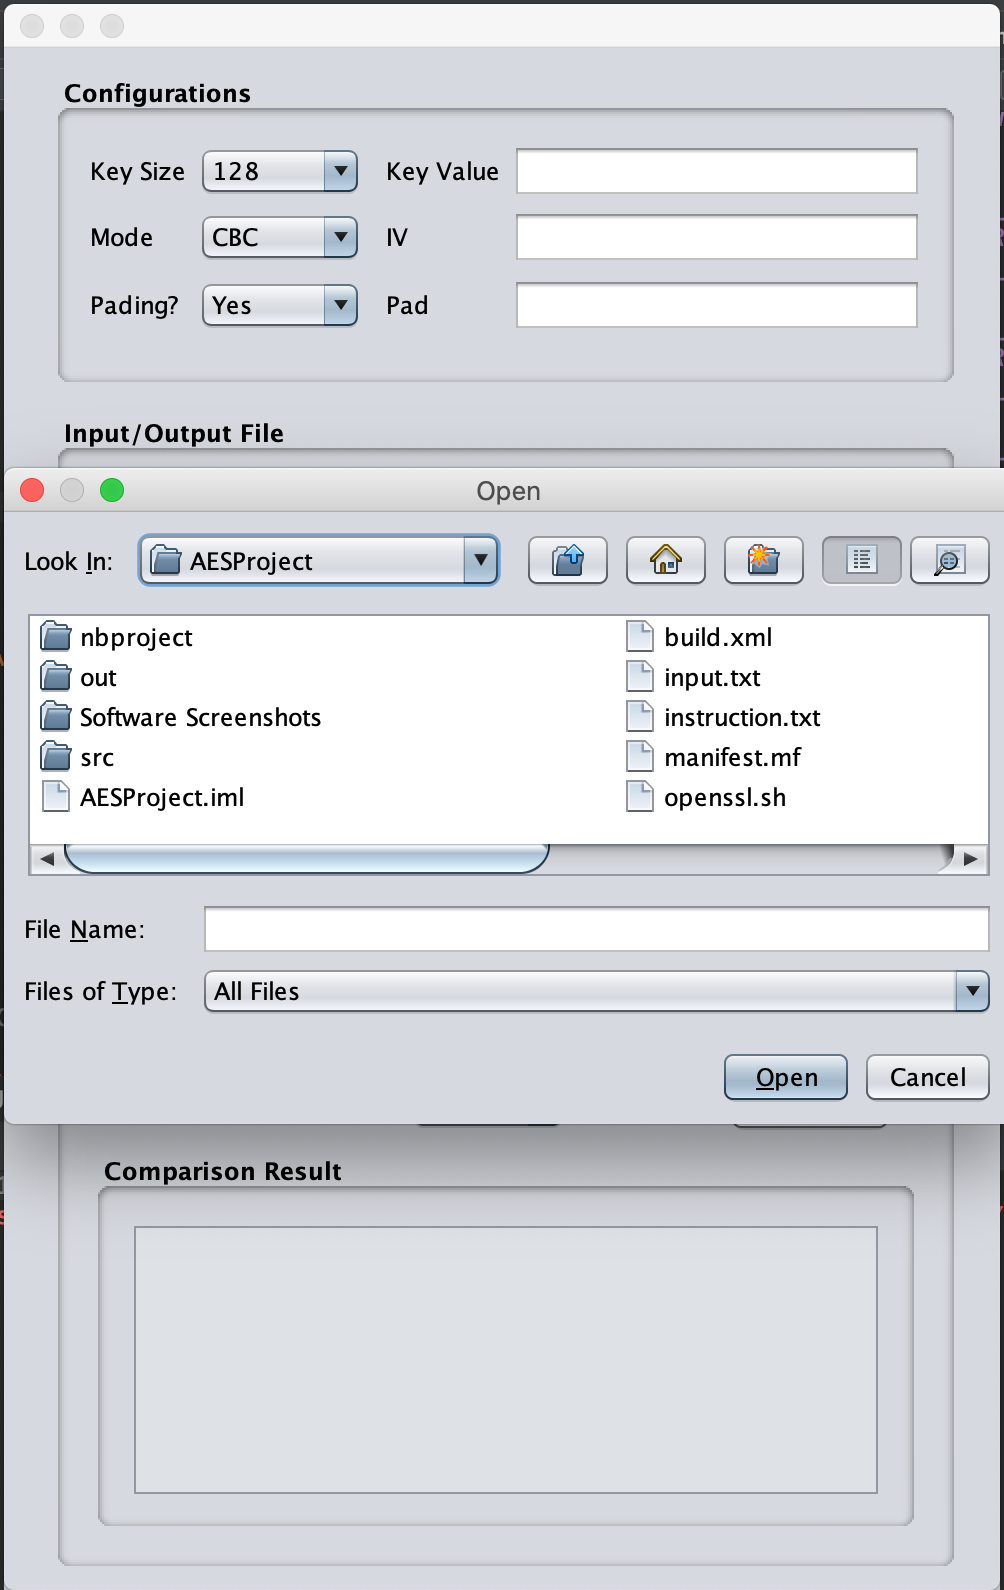 Configurations
Key Size 128 Key Value
Mode CBC IV
Pading? Yes Pad
Input/Output File
Open
Look In: AESProject
nbproject build.xml
out input.txt
Software Screenshots instruction.txt
src manifest.mf
AESProject.iml openssl.sh
File Name:
Files of Type: All Files
Open Cancel
Comparison Result